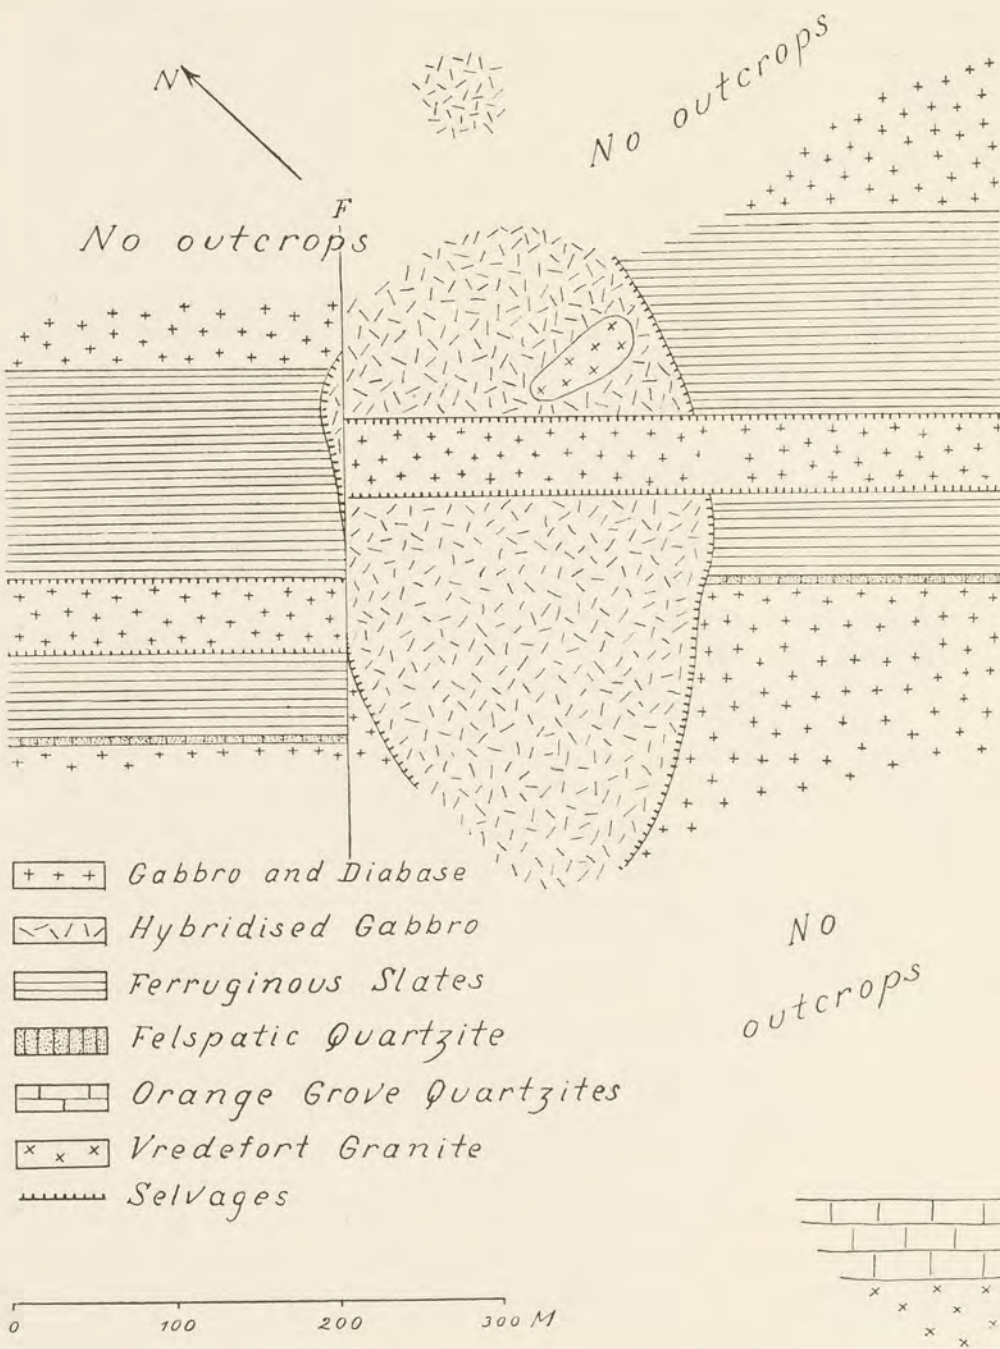 No outcrops
N
F
No outcrops
Gabbro and Diabase
Hybridised Gabbro
Ferruginous Slates
Felspatic Quartzite
Orange Grove Quartzites
Vredefort Granite
Selvages
No
outcrops
0 100 200 300 M